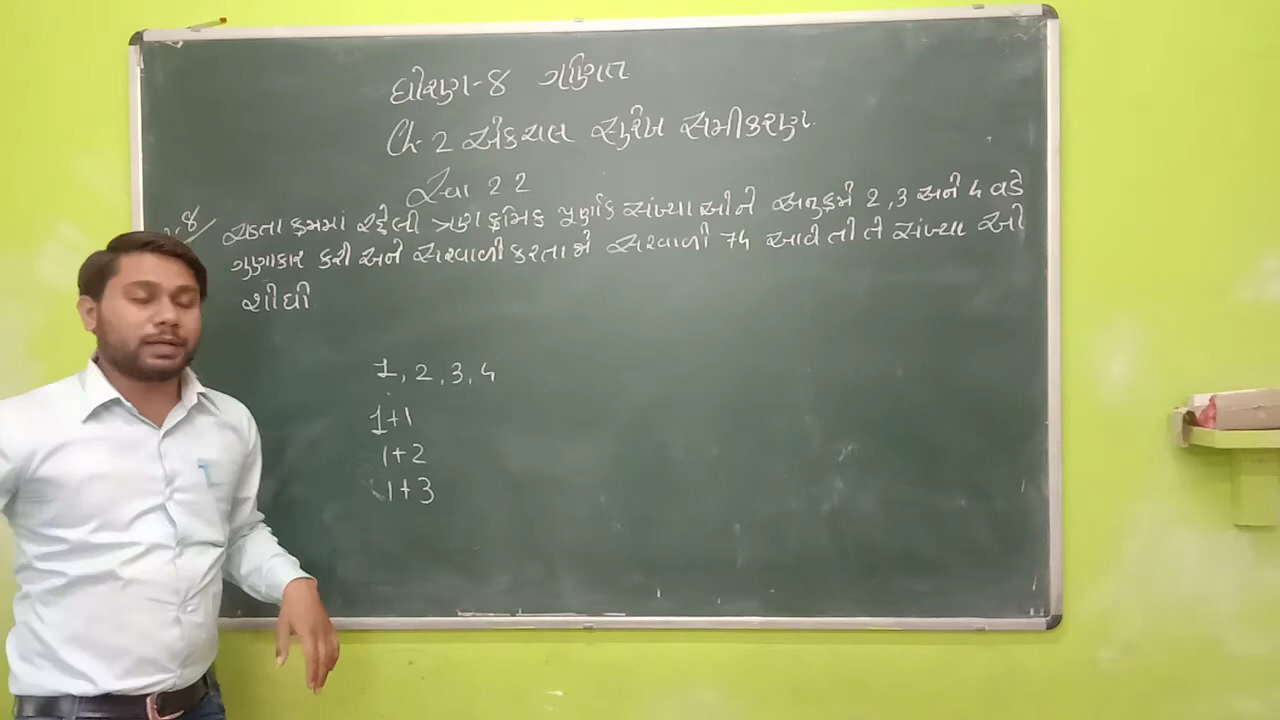 ધોરણ-8 ગણિત
Ch-2 એકચલ સુરેખ સમીકરણ
સ્વા 2 2
8 ચડતા ક્રમમાં રહેલી ત્રણ ક્રમિક પૂર્ણાંક સંખ્યાઓને અનુક્રમે 2,3 અને 4 વડે
ગુણાકાર કરી અને સરવાળો કરતા જો સરવાળો 74 આવે તો તે સંખ્યા ઓ
શોધો
1, 2, 3, 4
1+1
1+2
1+3